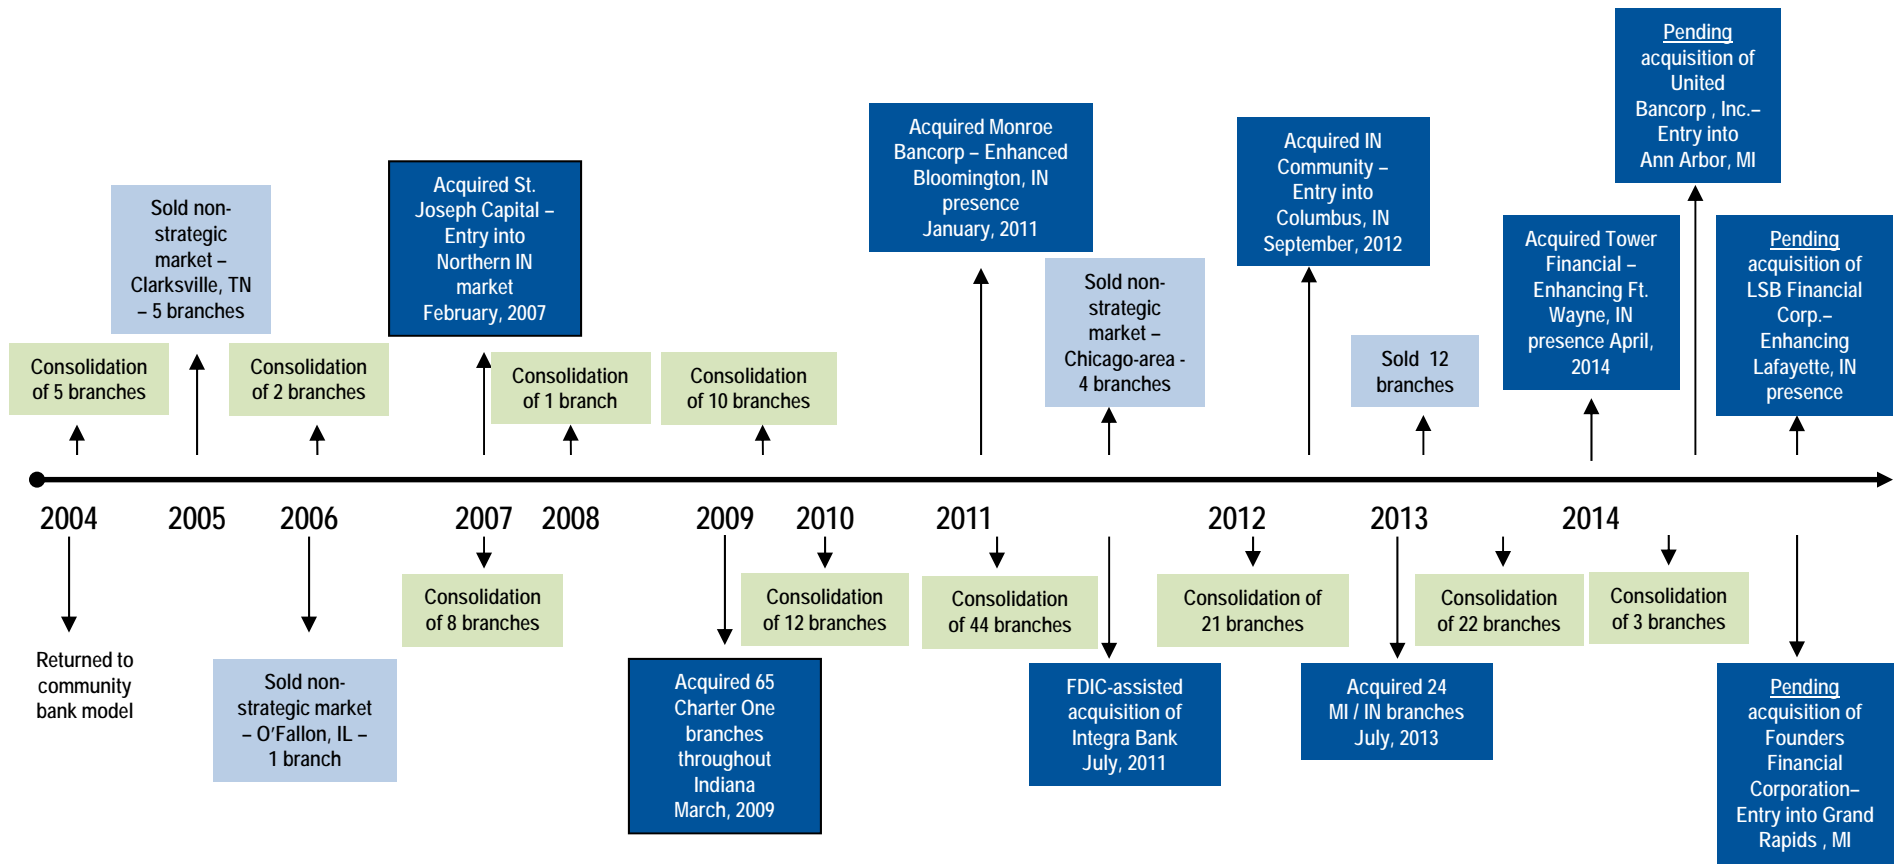 Consolidation
of 5 branches
Sold non-
strategic
market –
Clarksville, TN
– 5 branches
Consolidation
of 2 branches
Acquired St.
Joseph Capital –
Entry into
Northern IN
market
February, 2007
Consolidation
of 1 branch
Consolidation
of 10 branches
Acquired Monroe
Bancorp – Enhanced
Bloomington, IN
presence
January, 2011
Sold non-
strategic
market –
Chicago-area -
4 branches
Acquired IN
Community –
Entry into
Columbus, IN
September, 2012
Sold 12
branches
Acquired Tower
Financial –
Enhancing Ft.
Wayne, IN
presence April,
2014
Pending
acquisition of
United
Bancorp , Inc.–
Entry into
Ann Arbor, MI
Pending
acquisition of
LSB Financial
Corp.–
Enhancing
Lafayette, IN
presence
2004 2005 2006 2007 2008 2009 2010 2011 2012 2013 2014
Returned to
community
bank model
Sold non-
strategic market
– O'Fallon, IL –
1 branch
Consolidation
of 8 branches
Acquired 65
Charter One
branches
throughout
Indiana
March, 2009
Consolidation
of 12 branches
Consolidation
of 44 branches
FDIC-assisted
acquisition of
Integra Bank
July, 2011
Consolidation of
21 branches
Acquired 24
MI / IN branches
July, 2013
Consolidation
of 22 branches
Consolidation
of 3 branches
Pending
acquisition of
Founders
Financial
Corporation–
Entry into Grand
Rapids , MI